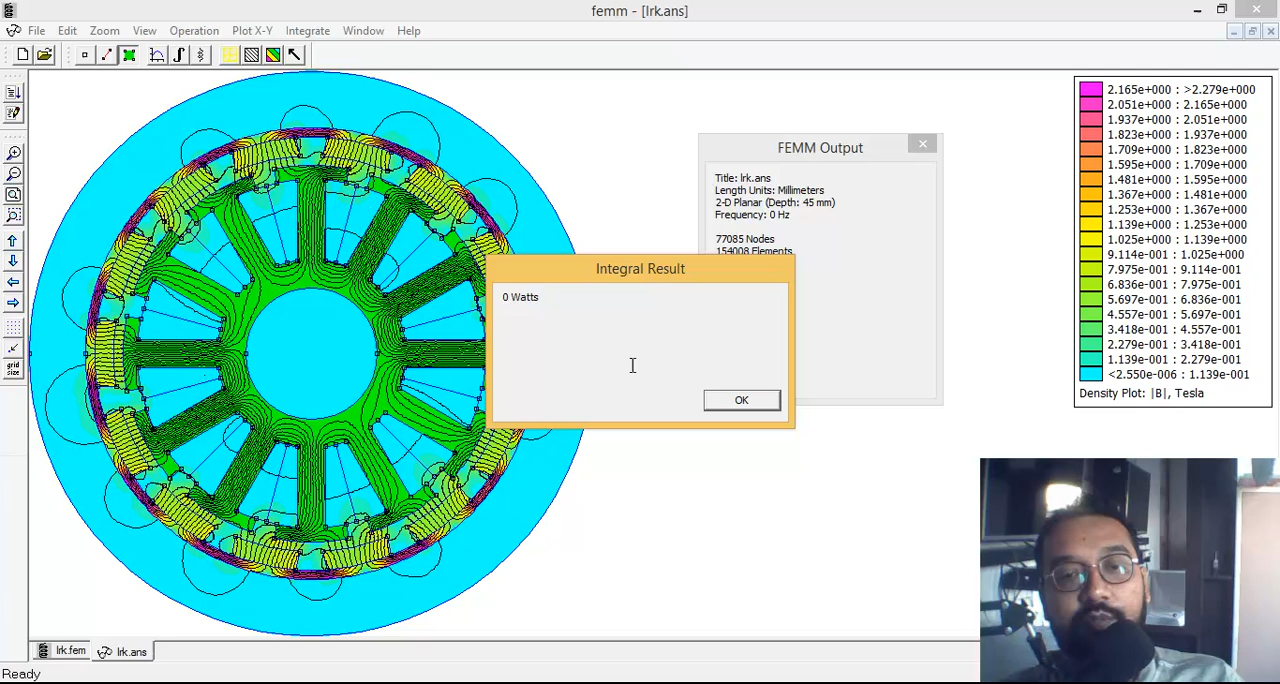 femm - [lrk.ans]
File Edit Zoom View Operation Plot X-Y Integrate Window Help
grid size
FEMM Output
Title: lrk.ans
Length Units: Millimeters
2-D Planar (Depth: 45 mm)
Frequency: 0 Hz
77085 Nodes
154008 Elements
Integral Result
0 Watts
OK
2.165e+000 : >2.279e+000
2.051e+000 : 2.165e+000
1.937e+000 : 2.051e+000
1.823e+000 : 1.937e+000
1.709e+000 : 1.823e+000
1.595e+000 : 1.709e+000
1.481e+000 : 1.595e+000
1.367e+000 : 1.481e+000
1.253e+000 : 1.367e+000
1.139e+000 : 1.253e+000
1.025e+000 : 1.139e+000
9.114e-001 : 1.025e+000
7.975e-001 : 9.114e-001
6.836e-001 : 7.975e-001
5.697e-001 : 6.836e-001
4.557e-001 : 5.697e-001
3.418e-001 : 4.557e-001
2.279e-001 : 3.418e-001
1.139e-001 : 2.279e-001
<2.550e-006 : 1.139e-001
Density Plot: |B|, Tesla
lrk.fem lrk.ans
Ready